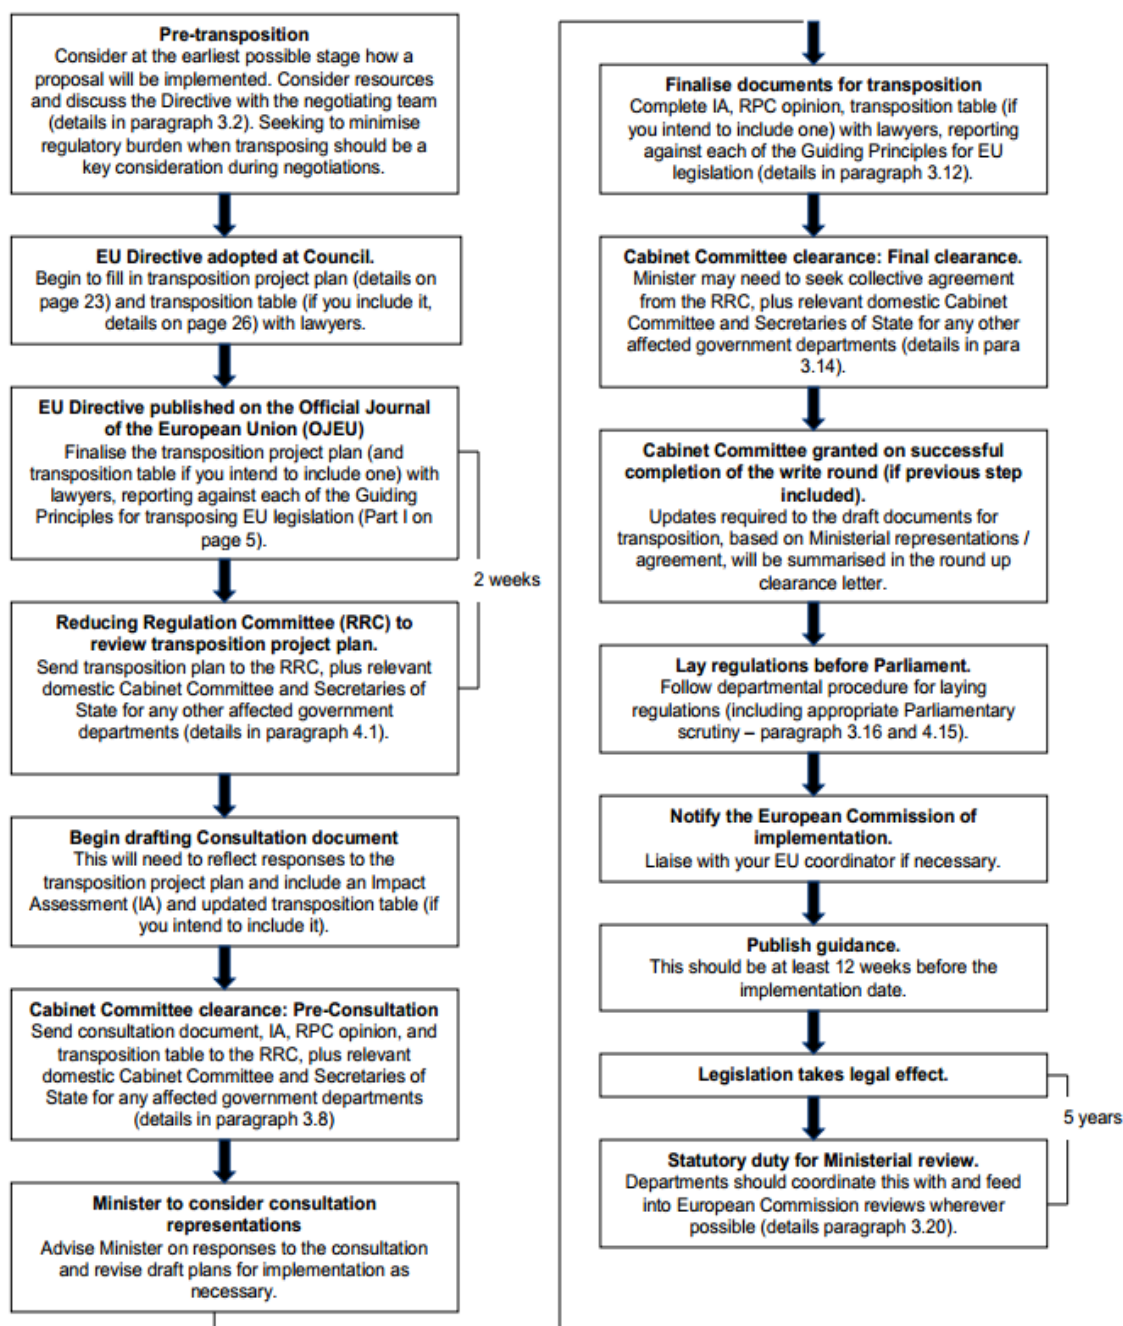 Pre-transposition
Consider at the earliest possible stage how a
proposal will be implemented. Consider resources
and discuss the Directive with the negotiating team
(details in paragraph 3.2). Seeking to minimise
regulatory burden when transposing should be a
key consideration during negotiations.
EU Directive adopted at Council.
Begin to fill in transposition project plan (details on
page 23) and transposition table (if you include it,
details on page 26) with lawyers.
EU Directive published on the Official Journal
of the European Union (OJEU)
Finalise the transposition project plan (and
transposition table if you intend to include one) with
lawyers, reporting against each of the Guiding
Principles for transposing EU legislation (Part I on
page 5).
2 weeks
Reducing Regulation Committee (RRC) to
review transposition project plan.
Send transposition plan to the RRC, plus relevant
domestic Cabinet Committee and Secretaries of
State for any other affected government
departments (details in paragraph 4.1).
Begin drafting Consultation document
This will need to reflect responses to the
transposition project plan and include an Impact
Assessment (IA) and updated transposition table (if
you intend to include it).
Cabinet Committee clearance: Pre-Consultation
Send consultation document, IA, RPC opinion, and
transposition table to the RRC, plus relevant
domestic Cabinet Committee and Secretaries of
State for any affected government departments
(details in paragraph 3.8)
Minister to consider consultation
representations
Advise Minister on responses to the consultation
and revise draft plans for implementation as
necessary.
Finalise documents for transposition
Complete IA, RPC opinion, transposition table (if
you intend to include one) with lawyers, reporting
against each of the Guiding Principles for EU
legislation (details in paragraph 3.12).
Cabinet Committee clearance: Final clearance.
Minister may need to seek collective agreement
from the RRC, plus relevant domestic Cabinet
Committee and Secretaries of State for any other
affected government departments (details in para
3.14).
Cabinet Committee granted on successful
completion of the write round (if previous step
included).
Updates required to the draft documents for
transposition, based on Ministerial representations /
agreement, will be summarised in the round up
clearance letter.
Lay regulations before Parliament.
Follow departmental procedure for laying
regulations (including appropriate Parliamentary
scrutiny – paragraph 3.16 and 4.15).
Notify the European Commission of
implementation.
Liaise with your EU coordinator if necessary.
Publish guidance.
This should be at least 12 weeks before the
implementation date.
Legislation takes legal effect.
5 years
Statutory duty for Ministerial review.
Departments should coordinate this with and feed
into European Commission reviews wherever
possible (details paragraph 3.20).